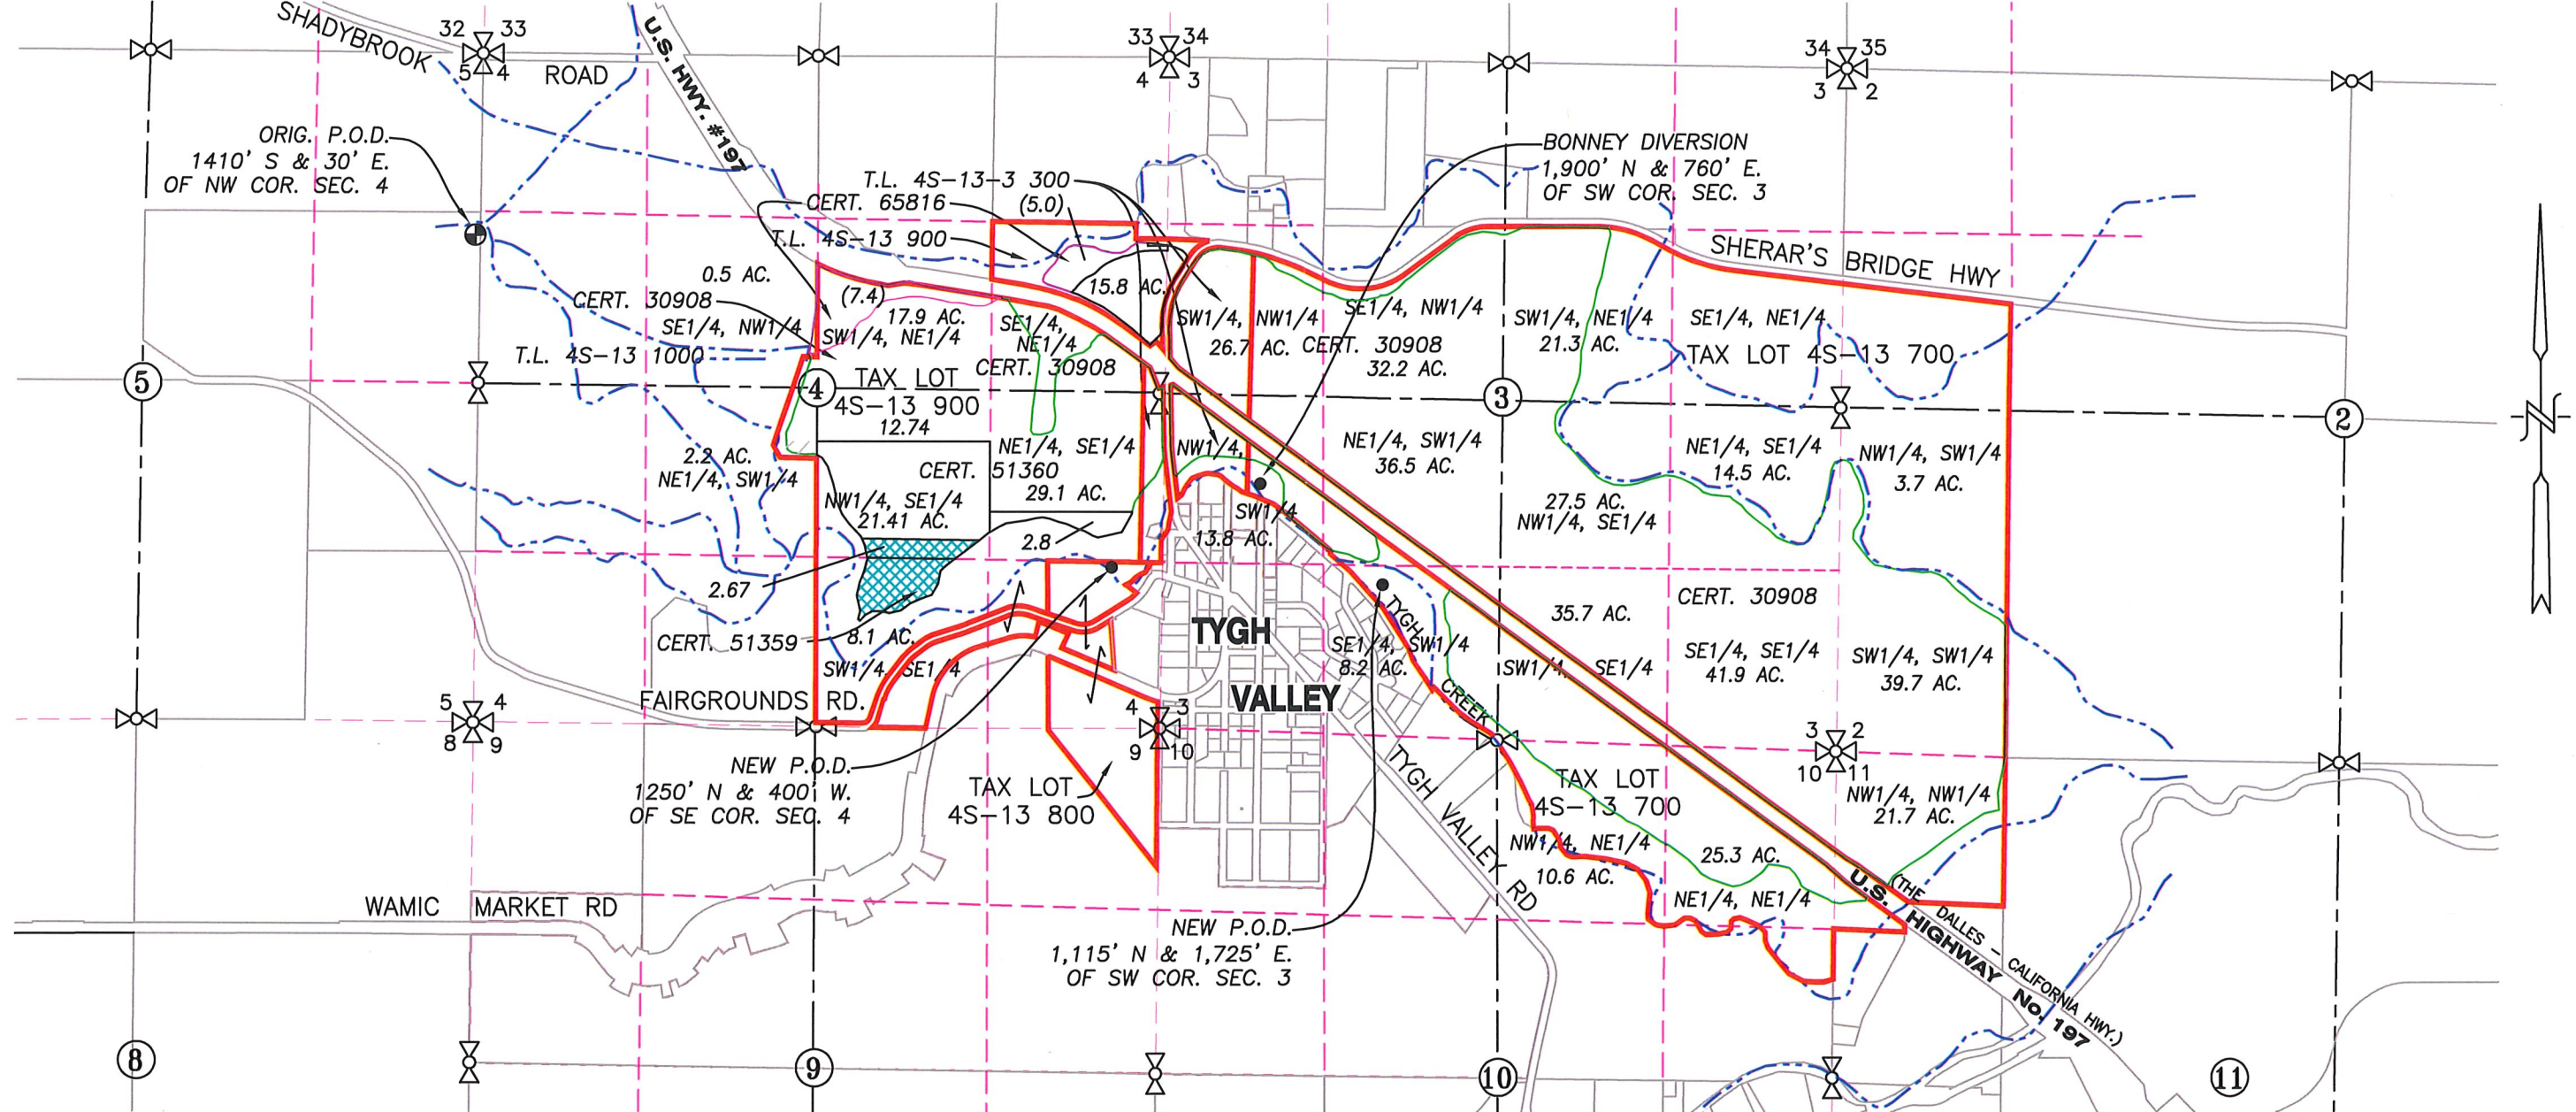 SHADYBROOK
ROAD
U.S. HWY. #197
32 33
5 4
33 34
4 3
34 35
3 2
ORIG. P.O.D.
1410' S & 30' E.
OF NW COR. SEC. 4
BONNEY DIVERSION
1,900' N & 760' E.
OF SW COR. SEC. 3
T.L. 4S-13-3 300
CERT. 65816
(5.0)
T.L. 4S-13 900
SHERAR'S BRIDGE HWY
0.5 AC.
CERT. 30908
SE1/4, NW1/4
T.L. 4S-13 1000
(7.4)
17.9 AC.
SW1/4, NE1/4
15.8 AC.
SE1/4,
NE1/4
CERT. 30908
SW1/4, NW1/4
26.7 AC.
SE1/4, NW1/4
CERT. 30908
32.2 AC.
SW1/4, NE1/4
21.3 AC.
SE1/4, NE1/4
TAX LOT 4S-13 700
5
4
3
2
TAX LOT
4S-13 900
12.74
2.2 AC.
NE1/4, SW1/4
CERT. 51360
NE1/4, SE1/4
29.1 AC.
NW1/4, SE1/4
21.41 AC.
NW1/4,
SW1/4
13.8 AC.
NE1/4, SW1/4
36.5 AC.
27.5 AC.
NW1/4, SE1/4
NE1/4, SE1/4
14.5 AC.
NW1/4, SW1/4
3.7 AC.
2.8
2.67
CERT. 51359
8.1 AC.
SW1/4, SE1/4
FAIRGROUNDS RD.
TYGH
VALLEY
TYGH
CREEK
SE1/4, SW1/4
8.2 AC.
35.7 AC.
SW1/4, SE1/4
CERT. 30908
SE1/4, SE1/4
41.9 AC.
SW1/4, SW1/4
39.7 AC.
5 4
8 9
4 3
9 10
3 2
10 11
NEW P.O.D.
1250' N & 400' W.
OF SE COR. SEC. 4
TAX LOT
4S-13 800
TYGH VALLEY RD
TAX LOT
4S-13 700
NW1/4, NE1/4
10.6 AC.
25.3 AC.
NE1/4, NE1/4
NW1/4, NW1/4
21.7 AC.
WAMIC MARKET RD
NEW P.O.D.
1,115' N & 1,725' E.
OF SW COR. SEC. 3
U.S. HIGHWAY No. 197
(THE DALLES – CALIFORNIA HWY.)
N
8
9
10
11